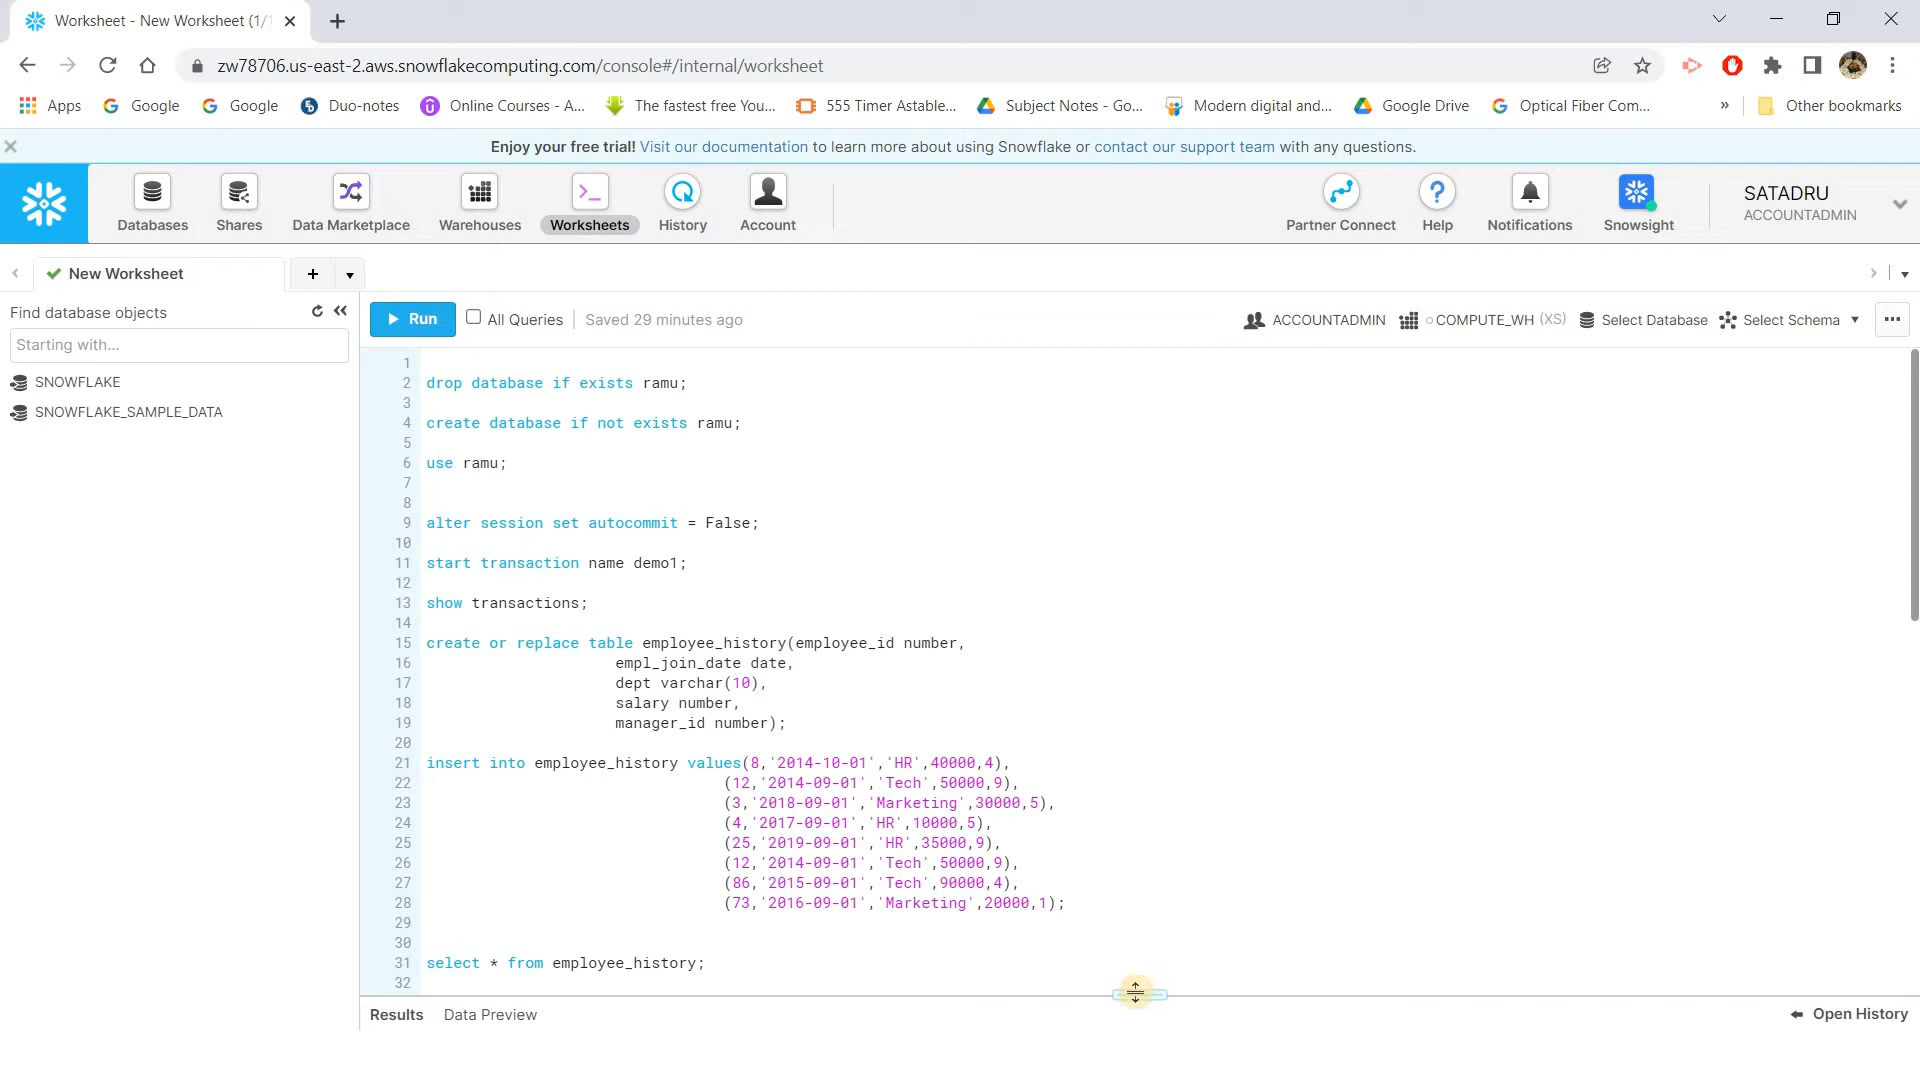 Worksheet - New Worksheet (1/1
zw78706.us-east-2.aws.snowflakecomputing.com/console#/internal/worksheet
Apps Google Google Duo-notes Online Courses - A... The fastest free You... 555 Timer Astable... Subject Notes - Go... Modern digital and... Google Drive Optical Fiber Com... » Other bookmarks
Enjoy your free trial! Visit our documentation to learn more about using Snowflake or contact our support team with any questions.
Databases Shares Data Marketplace Warehouses Worksheets History Account Partner Connect Help Notifications Snowsight
SATADRU
ACCOUNTADMIN
New Worksheet
Find database objects
Starting with...
SNOWFLAKE
SNOWFLAKE_SAMPLE_DATA
Run All Queries Saved 29 minutes ago ACCOUNTADMIN COMPUTE_WH (XS) Select Database Select Schema
1
2 drop database if exists ramu;
3
4 create database if not exists ramu;
5
6 use ramu;
7
8
9 alter session set autocommit = False;
10
11 start transaction name demo1;
12
13 show transactions;
14
15 create or replace table employee_history(employee_id number,
16 empl_join_date date,
17 dept varchar(10),
18 salary number,
19 manager_id number);
20
21 insert into employee_history values(8,'2014-10-01','HR',40000,4),
22 (12,'2014-09-01','Tech',50000,9),
23 (3,'2018-09-01','Marketing',30000,5),
24 (4,'2017-09-01','HR',10000,5),
25 (25,'2019-09-01','HR',35000,9),
26 (12,'2014-09-01','Tech',50000,9),
27 (86,'2015-09-01','Tech',90000,4),
28 (73,'2016-09-01','Marketing',20000,1);
29
30
31 select * from employee_history;
32
Results Data Preview Open History